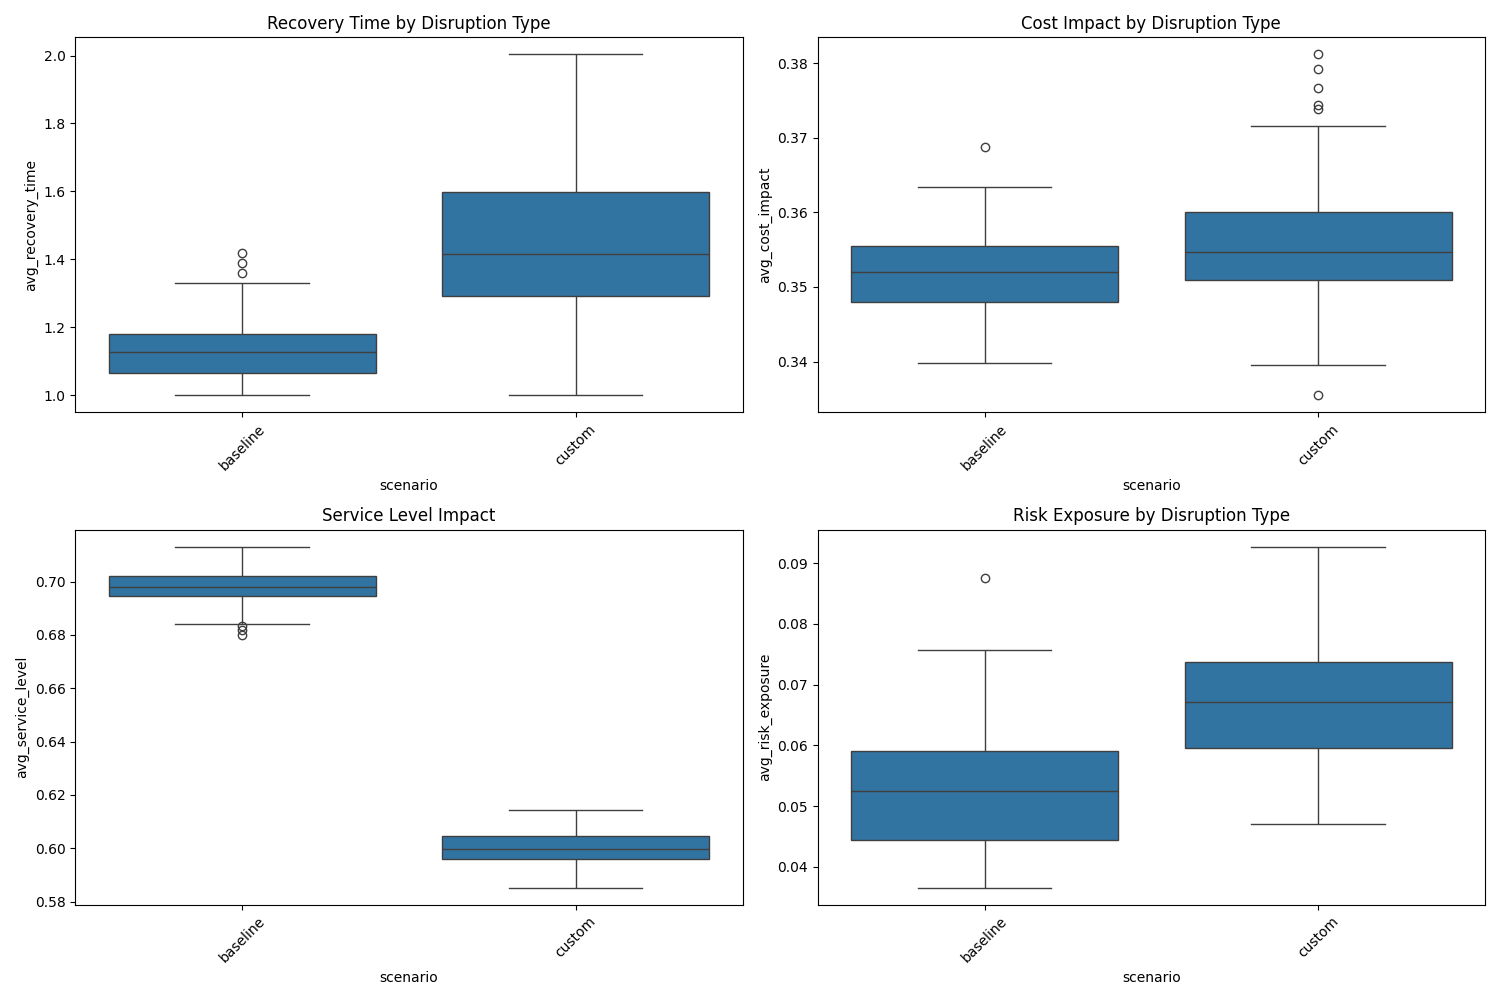 Recovery Time by Disruption Type
avg_recovery_time
2.0
1.8
1.6
1.4
1.2
1.0
baseline
custom
scenario
Cost Impact by Disruption Type
avg_cost_impact
0.38
0.37
0.36
0.35
0.34
baseline
custom
scenario
Service Level Impact
avg_service_level
0.70
0.68
0.66
0.64
0.62
0.60
0.58
baseline
custom
scenario
Risk Exposure by Disruption Type
avg_risk_exposure
0.09
0.08
0.07
0.06
0.05
0.04
baseline
custom
scenario